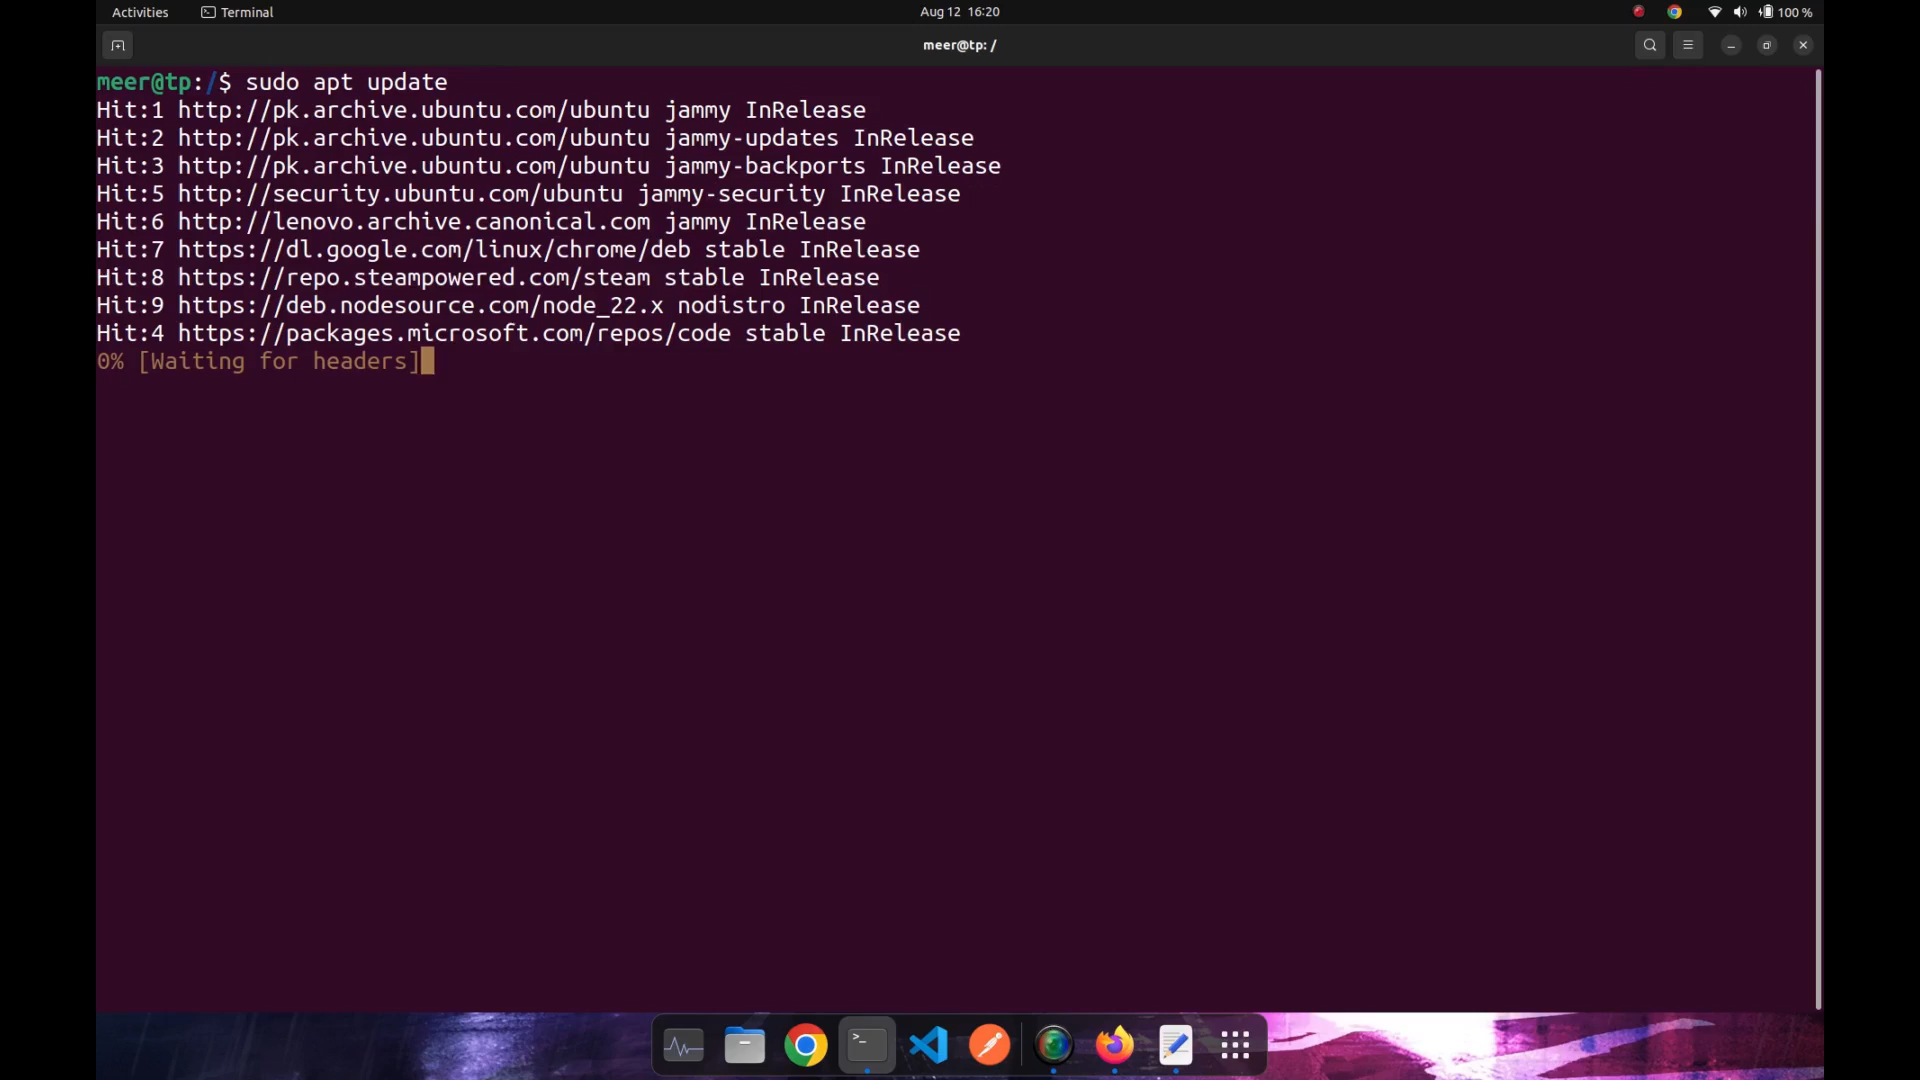 Activities Terminal Aug 12 16:20 100 %
meer@tp: /
meer@tp:/$ sudo apt update
Hit:1 http://pk.archive.ubuntu.com/ubuntu jammy InRelease
Hit:2 http://pk.archive.ubuntu.com/ubuntu jammy-updates InRelease
Hit:3 http://pk.archive.ubuntu.com/ubuntu jammy-backports InRelease
Hit:5 http://security.ubuntu.com/ubuntu jammy-security InRelease
Hit:6 http://lenovo.archive.canonical.com jammy InRelease
Hit:7 https://dl.google.com/linux/chrome/deb stable InRelease
Hit:8 https://repo.steampowered.com/steam stable InRelease
Hit:9 https://deb.nodesource.com/node_22.x nodistro InRelease
Hit:4 https://packages.microsoft.com/repos/code stable InRelease
0% [Waiting for headers]